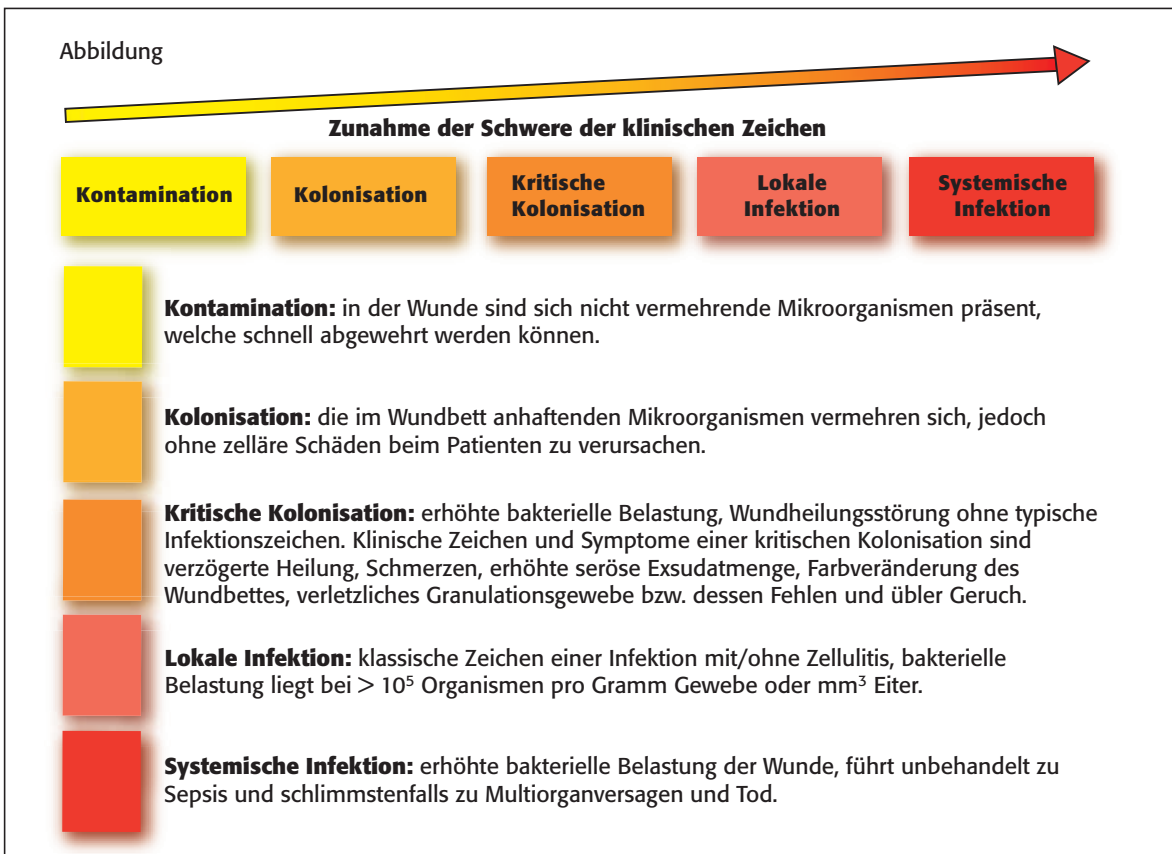 Abbildung
Zunahme der Schwere der klinischen Zeichen
Kontamination
Kolonisation
Kritische
Kolonisation
Lokale
Infektion
Systemische
Infektion
Kontamination: in der Wunde sind sich nicht vermehrende Mikroorganismen präsent,
welche schnell abgewehrt werden können.
Kolonisation: die im Wundbett anhaftenden Mikroorganismen vermehren sich, jedoch
ohne zelläre Schäden beim Patienten zu verursachen.
Kritische Kolonisation: erhöhte bakterielle Belastung, Wundheilungsstörung ohne typische
Infektionszeichen. Klinische Zeichen und Symptome einer kritischen Kolonisation sind
verzögerte Heilung, Schmerzen, erhöhte seröse Exsudatmenge, Farbveränderung des
Wundbettes, verletzliches Granulationsgewebe bzw. dessen Fehlen und übler Geruch.
Lokale Infektion: klassische Zeichen einer Infektion mit/ohne Zellulitis, bakterielle
Belastung liegt bei > 10⁵ Organismen pro Gramm Gewebe oder mm³ Eiter.
Systemische Infektion: erhöhte bakterielle Belastung der Wunde, führt unbehandelt zu
Sepsis und schlimmstenfalls zu Multiorganversagen und Tod.